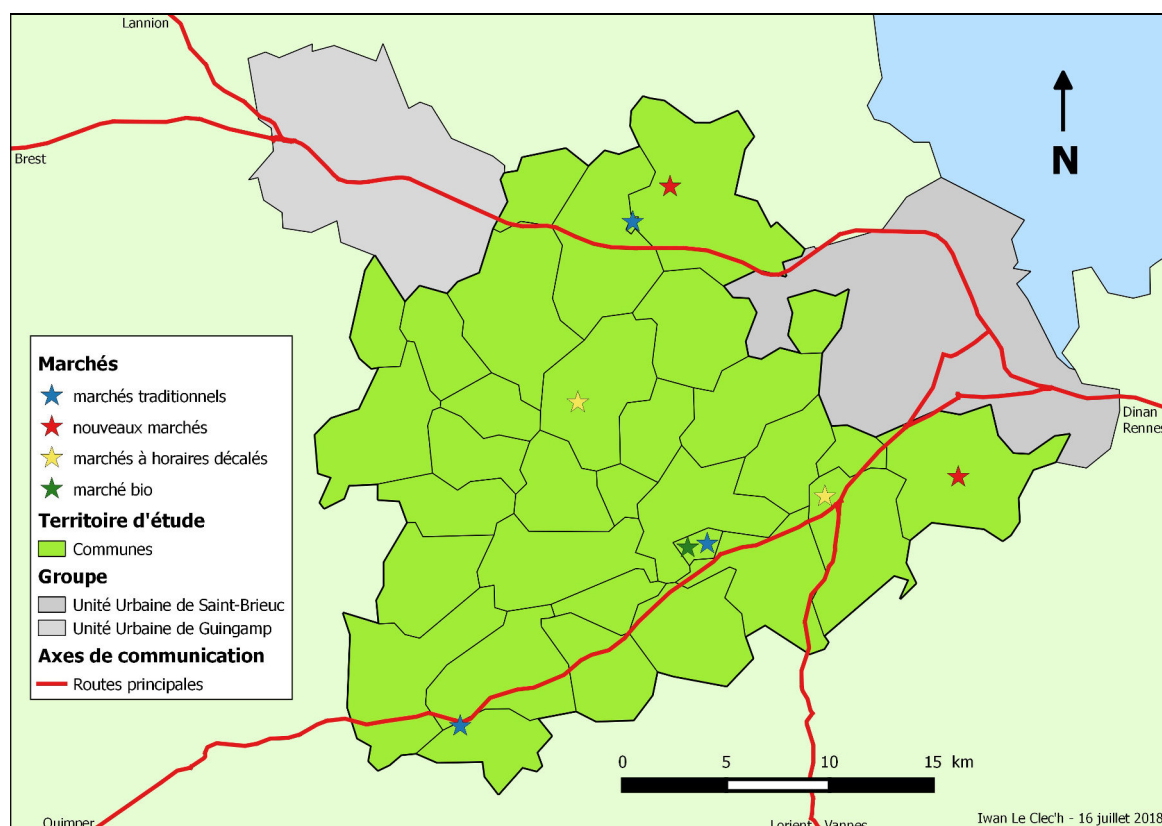 Lannion
Brest
N
Marchés
marchés traditionnels
nouveaux marchés
marchés à horaires décalés
marché bio
Territoire d'étude
Communes
Groupe
Unité Urbaine de Saint-Brieuc
Unité Urbaine de Guingamp
Axes de communication
Routes principales
Dinan
Rennes
0 5 10 15 km
Quimper
Lorient Vannes
Iwan Le Clec'h - 16 juillet 2018